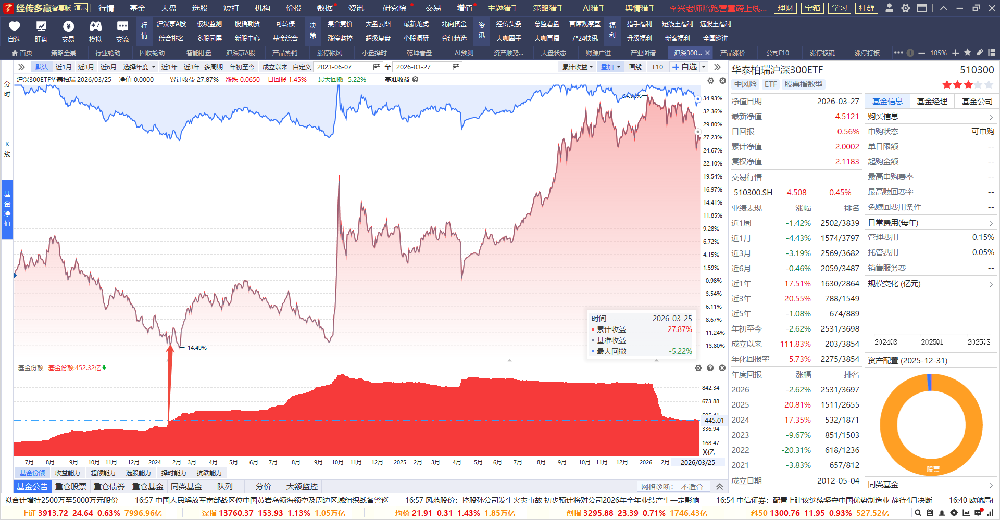 经传多赢 智尊版 演示 行情 基金 大盘 选股 短打 机构 价投 数据 资讯 研究院 交易 增值 主题猎手 策略猎手 AI猎手 舆情猎手 李兴老师陪跑营重磅上线... 理财 宝箱 学习 社群
自选 盯盘 交易 模拟 交流
行情 沪深京A股 板块监测 股指期货 可转债 决策 集合竞价 大盘云图 最新龙虎 北向资金 资讯 经传头条 总监看盘 首席观察室 福利 猎手福利 短线王福利 选股王福利
综合排名 多股同屏 新股中心 基金综合 涨停监控 超级复盘 个股调研 分红精选 大咖圈子 大咖直播 7*24快讯 升级福利 新客福利 全国巡讲
首页 策略全景 行业轮动 固收轮动 智能盯盘 沪深京A股 产品热销 涨停跟风 小盘择时 乾坤看盘 AI预测 资产顺势... 大盘状态 财源广进 产业图谱 沪深300... 产品涨价 公司F10 涨停棱镜 涨停打板 105%
分时
K线
基金净值
默认 近1月 近3月 近6月 选择年度 近1年 近3年 多周期 年初至今 成立以来 自定义 2023-06-07 至 2026-03-27 累计收益 叠加 画线 F10 自选
沪深300ETF华泰柏瑞 2026/03/25 净值 0.0000 累计收益 27.87% 涨跌 0.0650 日回报 1.45% 最大回撤 -5.22% 基准收益
34.93%
32.36%
29.80%
27.23%
24.67%
22.10%
19.54%
16.97%
14.41%
11.85%
9.28%
6.72%
4.15%
1.59%
-0.98%
-3.54%
-6.11%
-8.67%
-11.24%
-13.80%
-14.49%
时间 2026-03-25
累计收益 27.87%
基准收益
最大回撤 -5.22%
基金份额 基金份额:452.32亿
842.34
673.88
445.01
336.94
168.47
X亿
7月 8月 9月 10月 11月 12月 2024 2月 3月 4月 5月 6月 7月 8月 9月 10月 11月 12月 2025 2月 3月 4月 5月 6月 7月 8月 9月 10月 11月 12月 2026 2月 2026/03/25
基金份额 收益能力 超额能力 选股能力 择时能力 抗跌能力
基金公告 重仓股票 重仓债券 重仓基金 同类基金 队列 分价 大额监控 网格诊断: 不适合
华泰柏瑞沪深300ETF 510300
中风险 ETF 股票指数型
净值日期 2026-03-27
最新净值 4.5121
日回报 0.56%
累计净值 2.0002
复权净值 2.1183
交易行情
510300.SH 4.508 0.45%
业绩表现 涨幅 排名
近1周 -1.42% 2502/3839
近1月 -4.43% 1574/3797
近3月 -3.19% 2569/3682
近6月 -0.46% 2059/3487
近1年 17.51% 1630/2864
近3年 20.55% 788/1549
近5年 -1.08% 674/889
年初至今 -2.62% 2531/3698
成立以来 111.83% 203/3854
年化回报率 5.73% 2275/3854
年度回报 涨幅 排名
2026 -2.62% 2531/3697
2025 20.81% 1511/2655
2024 17.35% 532/1871
2023 -9.67% 851/1503
2022 -20.31% 618/1236
2021 -3.83% 657/812
成立日期 2012-05-04
基金信息 基金经理 基金公司
购买信息
申购状态 可申购
单日限额 --
起购金额 --
最高申购费率 --
最高赎回费率 --
免赎回费用条件 --
日常费用(每年)
管理费用 0.15%
托管费用 0.05%
销售服务费 --
规模变化 (亿元)
2024Q3 2025Q1 2025Q3
资产配置 (2025-12-31)
股票
同类基金
拟合计增持2500万至5000万元股份 16:57 中国人民解放军南部战区位中国黄岩岛领海领空及周边区域组织战备警巡 16:57 风范股份：控股孙公司发生火灾事故 初步预计将对公司2026年全年业绩产生一定影响 16:54 中信证券：配置上建议继续坚守中国优势制造业 静待4月决断 16:40 欧航局
上证 3913.72 24.64 0.63% 7996.96亿 深指 13760.37 153.93 1.13% 1.05万亿 均价 21.91 0.31 1.43% 1.85万亿 创指 3295.88 23.39 0.71% 1746.43亿 科50 1300.76 11.95 0.93% 527.52亿